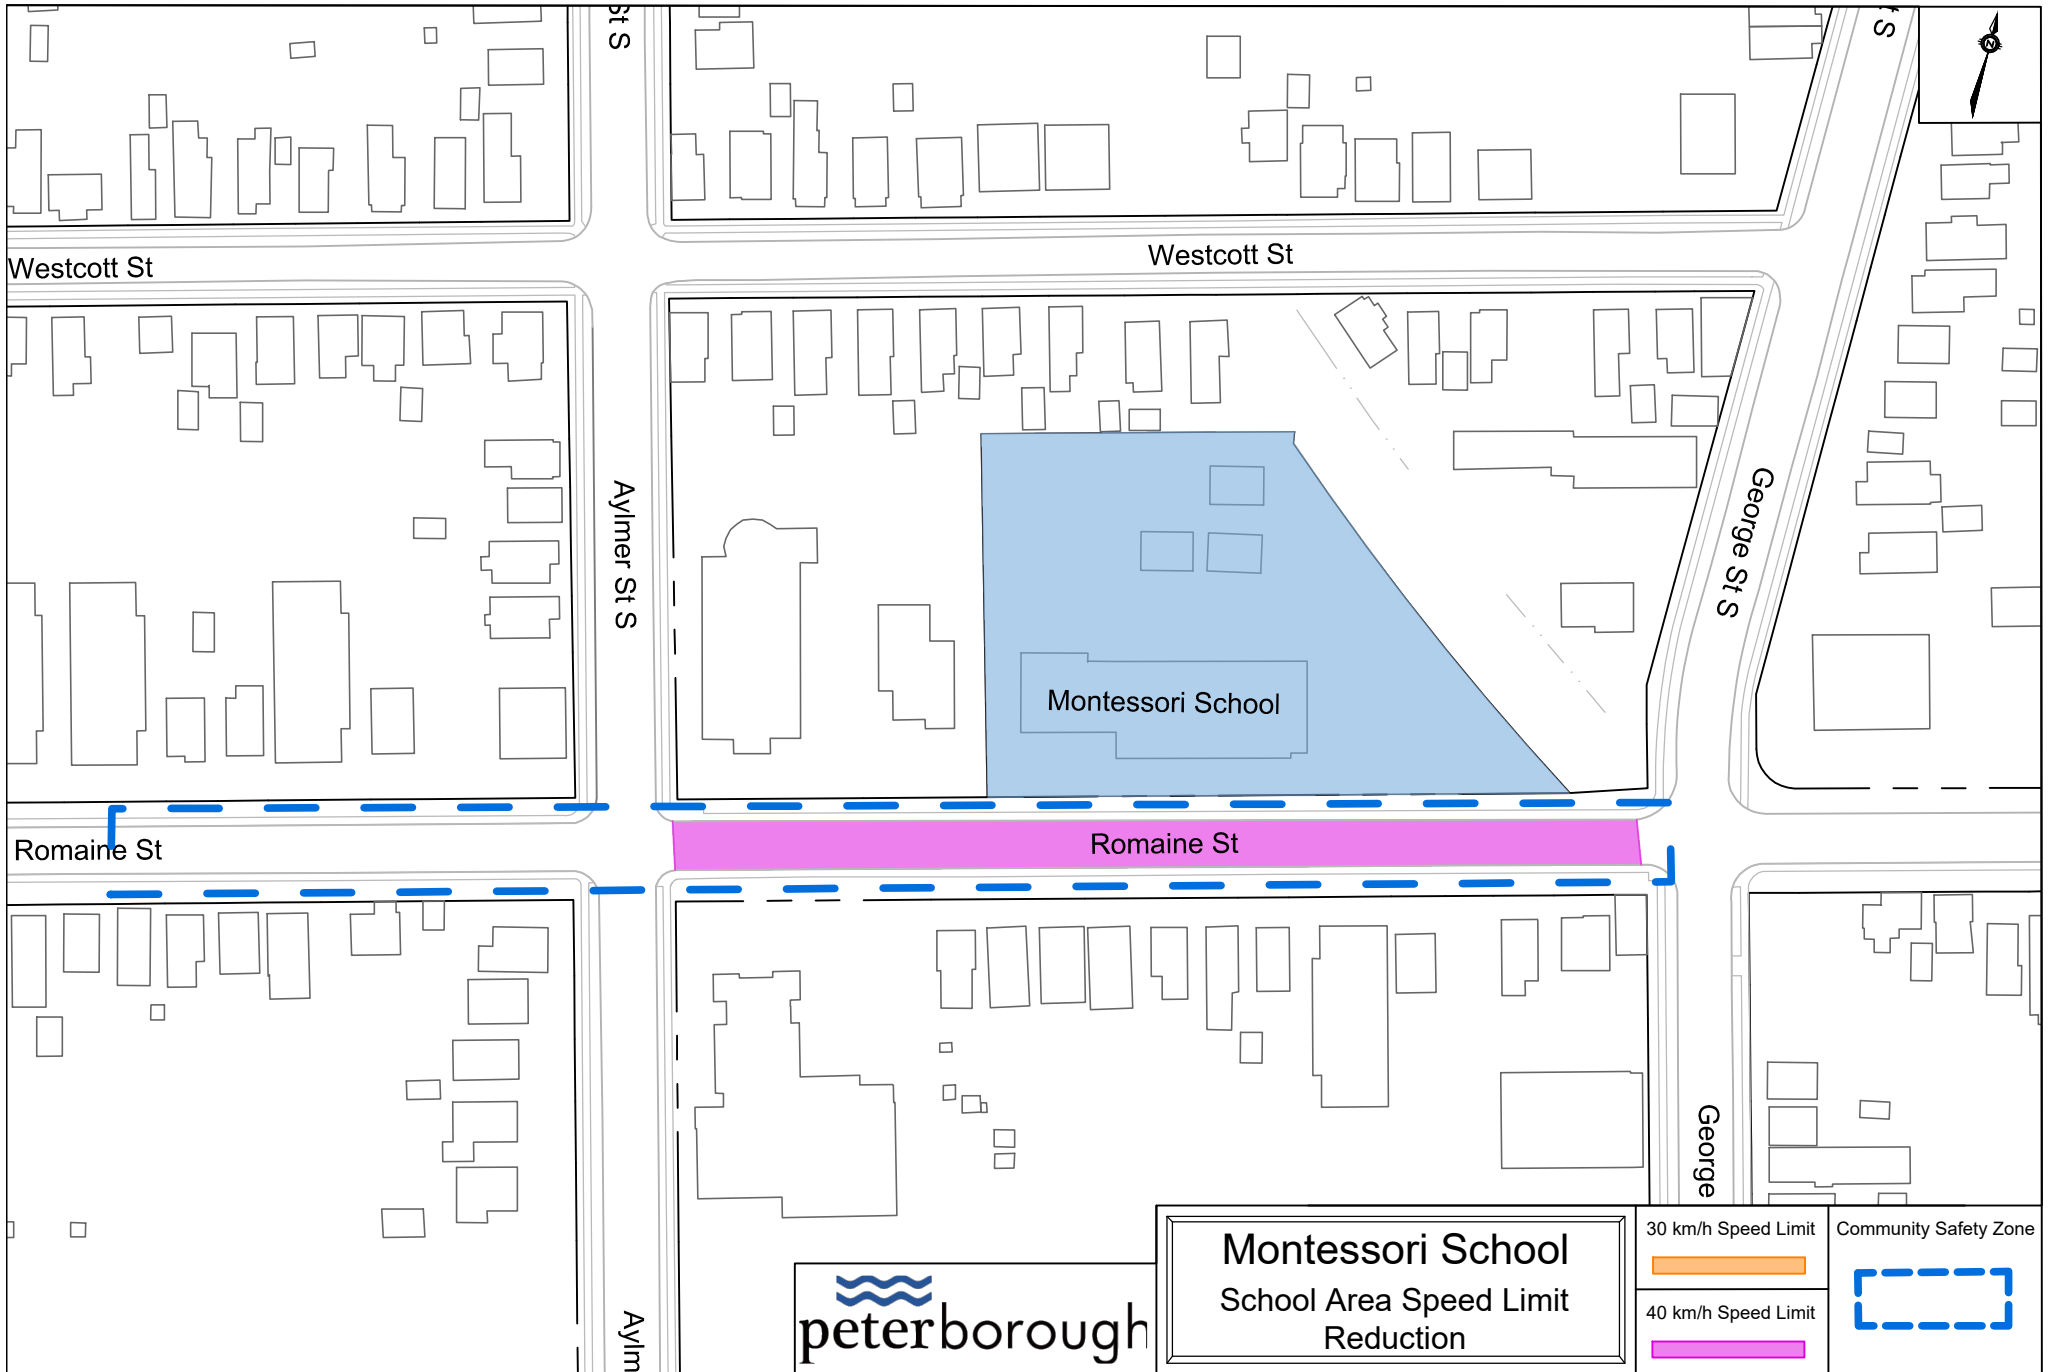 St S
t S
N
Westcott St
Westcott St
Aylmer St S
George St S
Montessori School
Romaine St
Romaine St
George
Aylm
peterborough
Montessori School
School Area Speed Limit
Reduction
30 km/h Speed Limit
40 km/h Speed Limit
Community Safety Zone